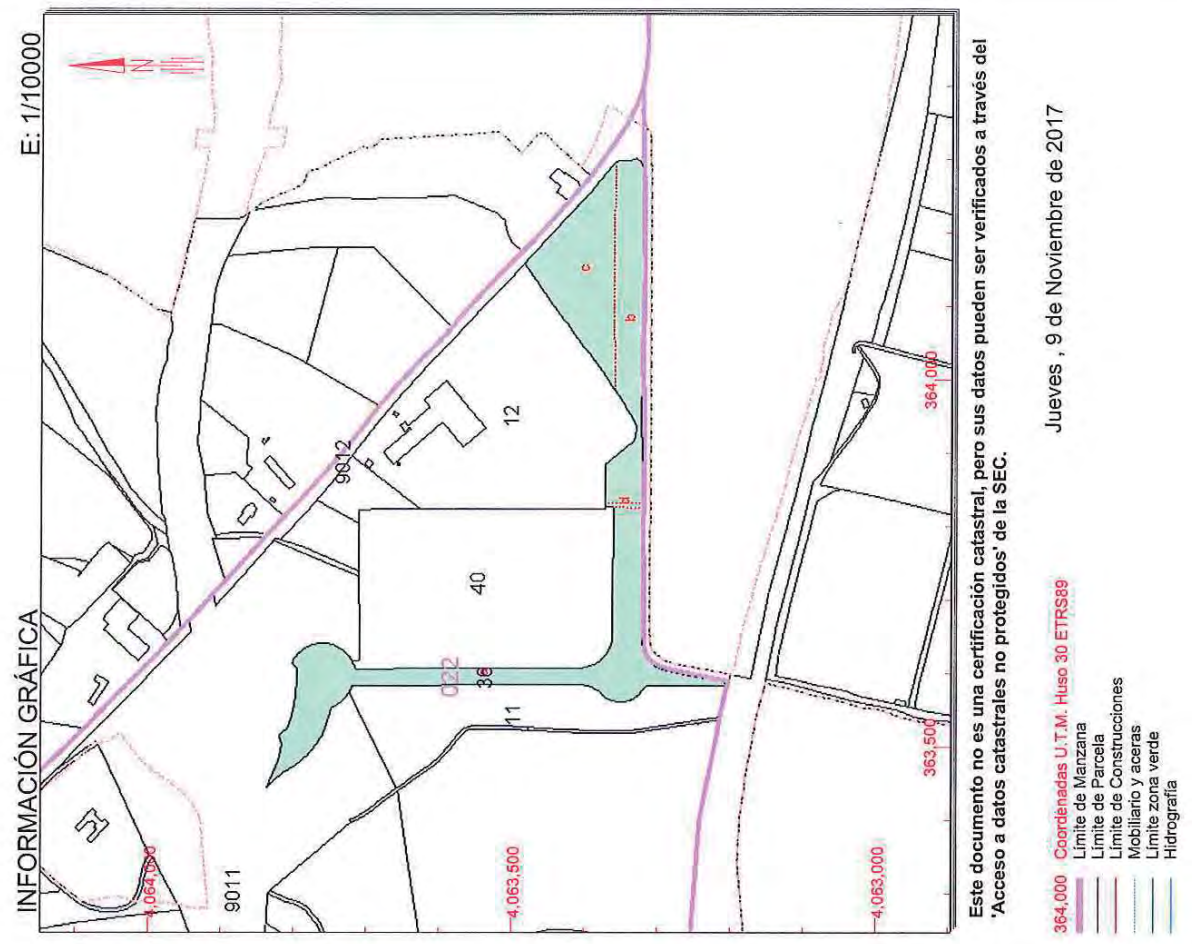 INFORMACIÓN GRÁFICA
E: 1/10000
N
4,064,000
4,063,500
4,063,000
363,500
364,000
9011
9012
022
36
11
40
12
d
b
c
Este documento no es una certificación catastral, pero sus datos pueden ser verificados a través del
'Acceso a datos catastrales no protegidos' de la SEC.
364,000 Coordenadas U.T.M. Huso 30 ETRS89
Límite de Manzana
Límite de Parcela
Límite de Construcciones
Mobiliario y aceras
Límite zona verde
Hidrografía
Jueves , 9 de Noviembre de 2017